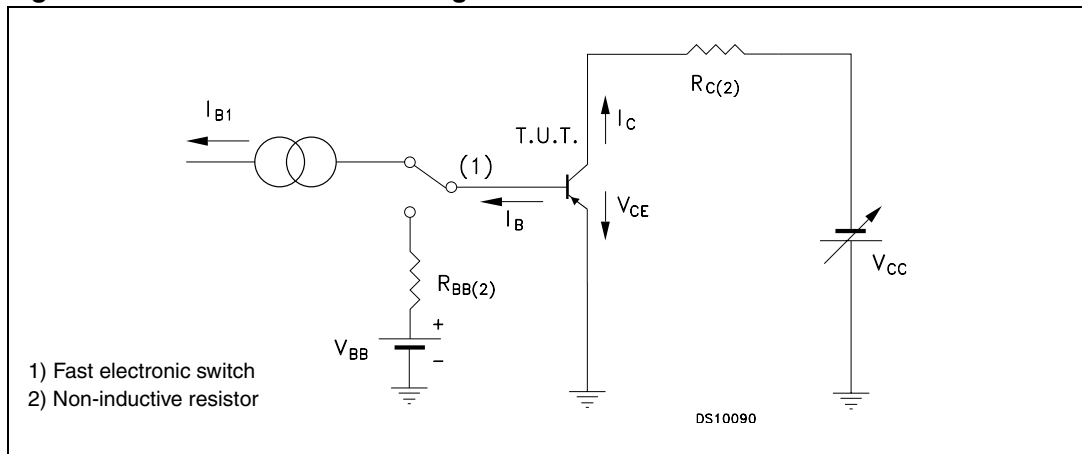 I_B1
T.U.T.
I_C
R_C(2)
(1)
I_B
V_CE
R_BB(2)
V_CC
V_BB
+
-
1) Fast electronic switch
2) Non-inductive resistor
DS10090